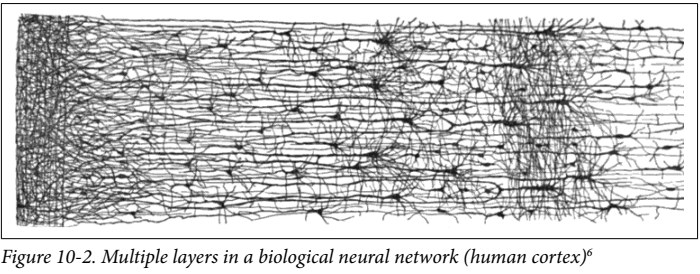 Figure 10-2. Multiple layers in a biological neural network (human cortex)⁶